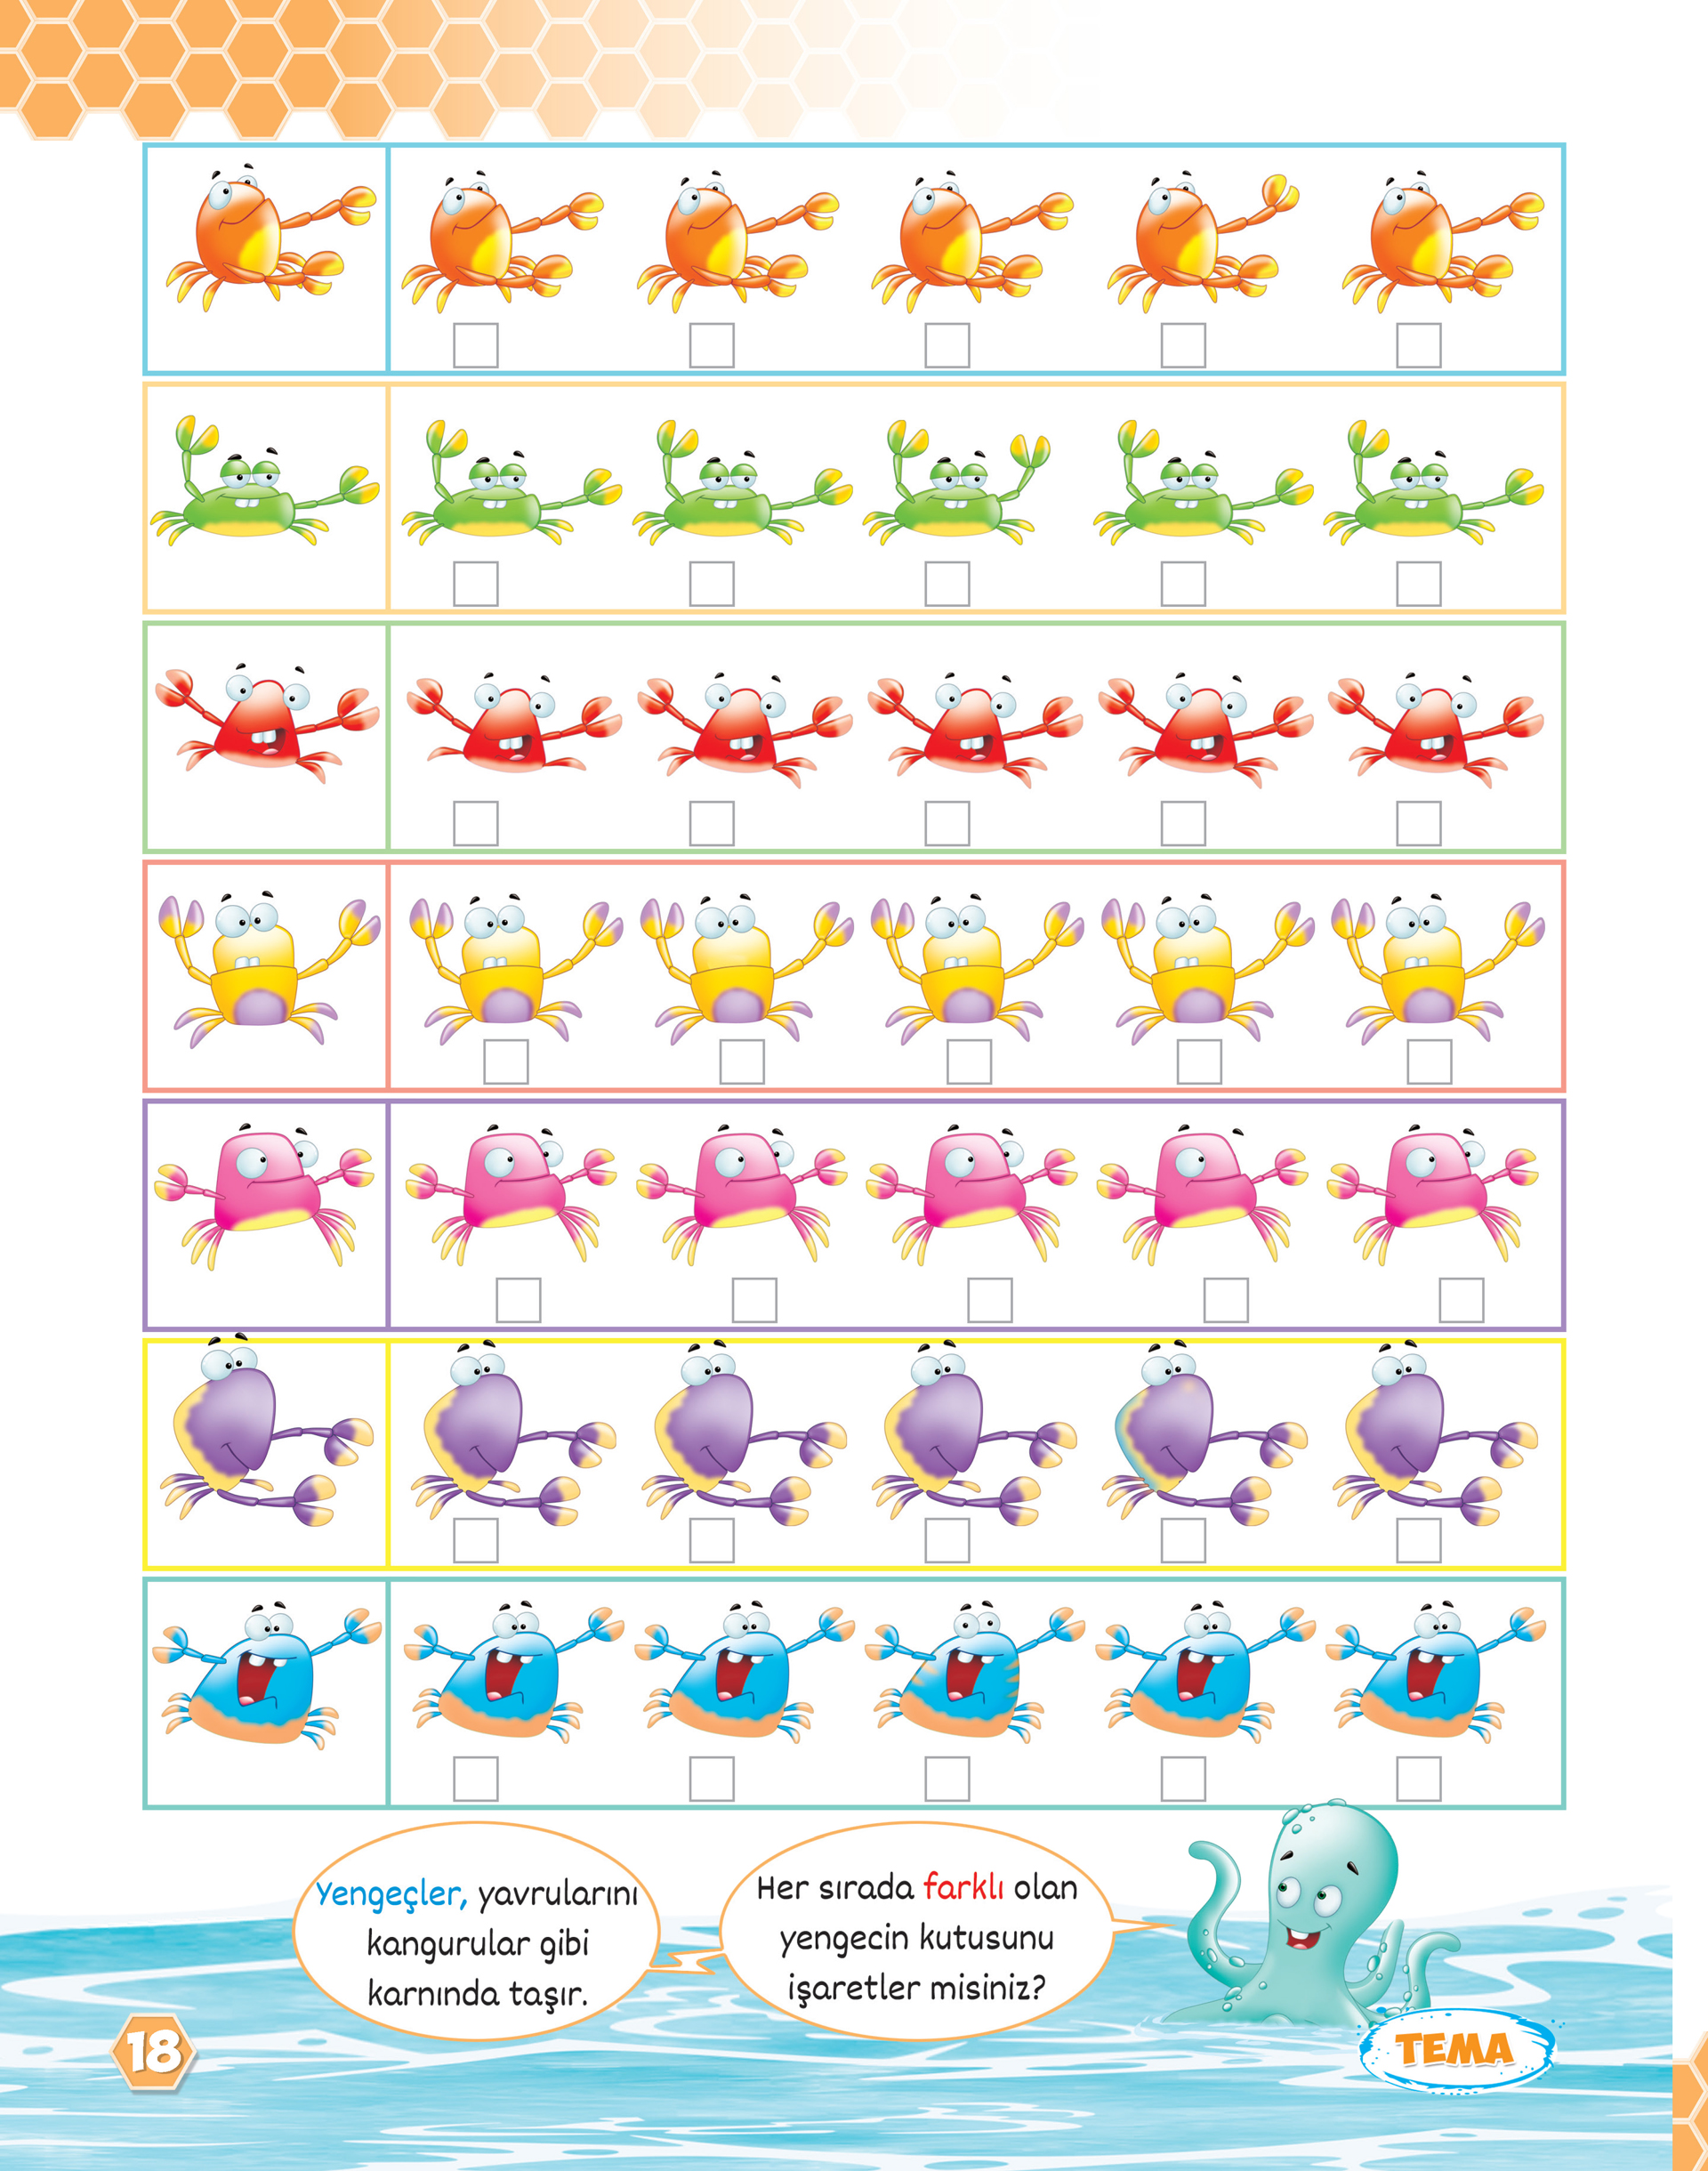 Yengeçler, yavrularını
kangurular gibi
karnında taşır.
Her sırada farklı olan
yengecin kutusunu
işaretler misiniz?
18
TEMA